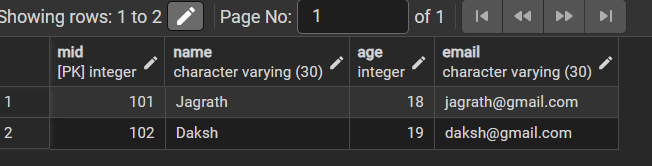 Showing rows: 1 to 2 Page No: 1 of 1
mid name age email
[PK] integer character varying (30) integer character varying (30)
1 101 Jagrath 18 jagrath@gmail.com
2 102 Daksh 19 daksh@gmail.com